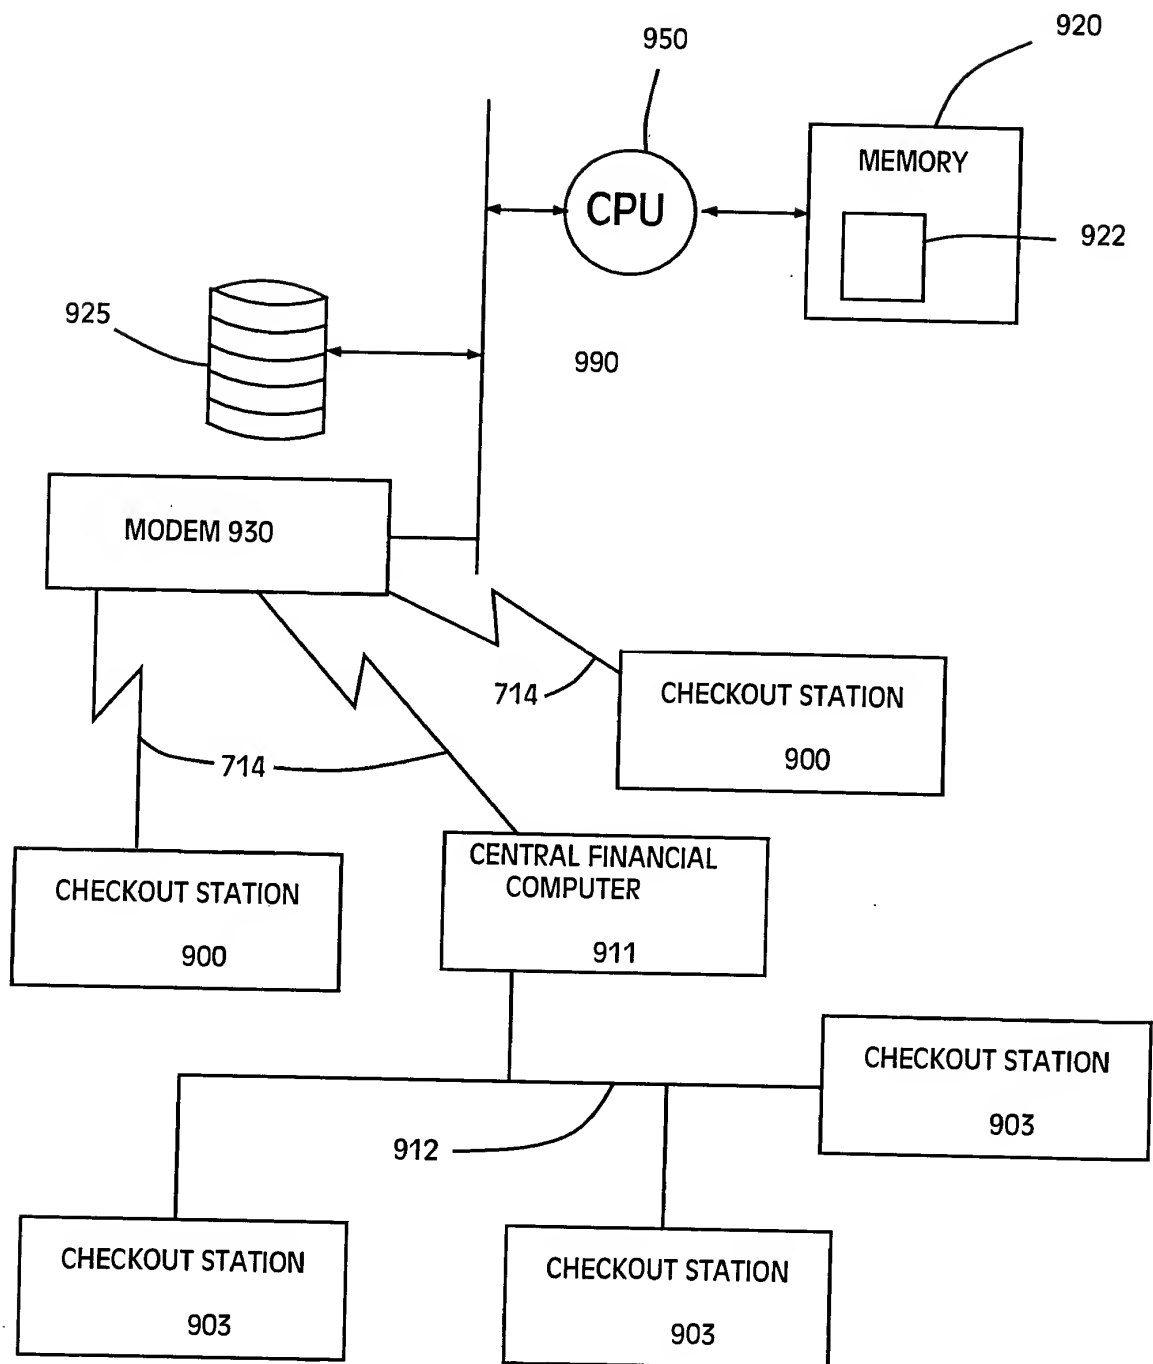 950
920
MEMORY
CPU
922
925
990
MODEM 930
714
CHECKOUT STATION
900
714
CHECKOUT STATION
900
CENTRAL FINANCIAL
COMPUTER
911
CHECKOUT STATION
903
912
CHECKOUT STATION
903
CHECKOUT STATION
903